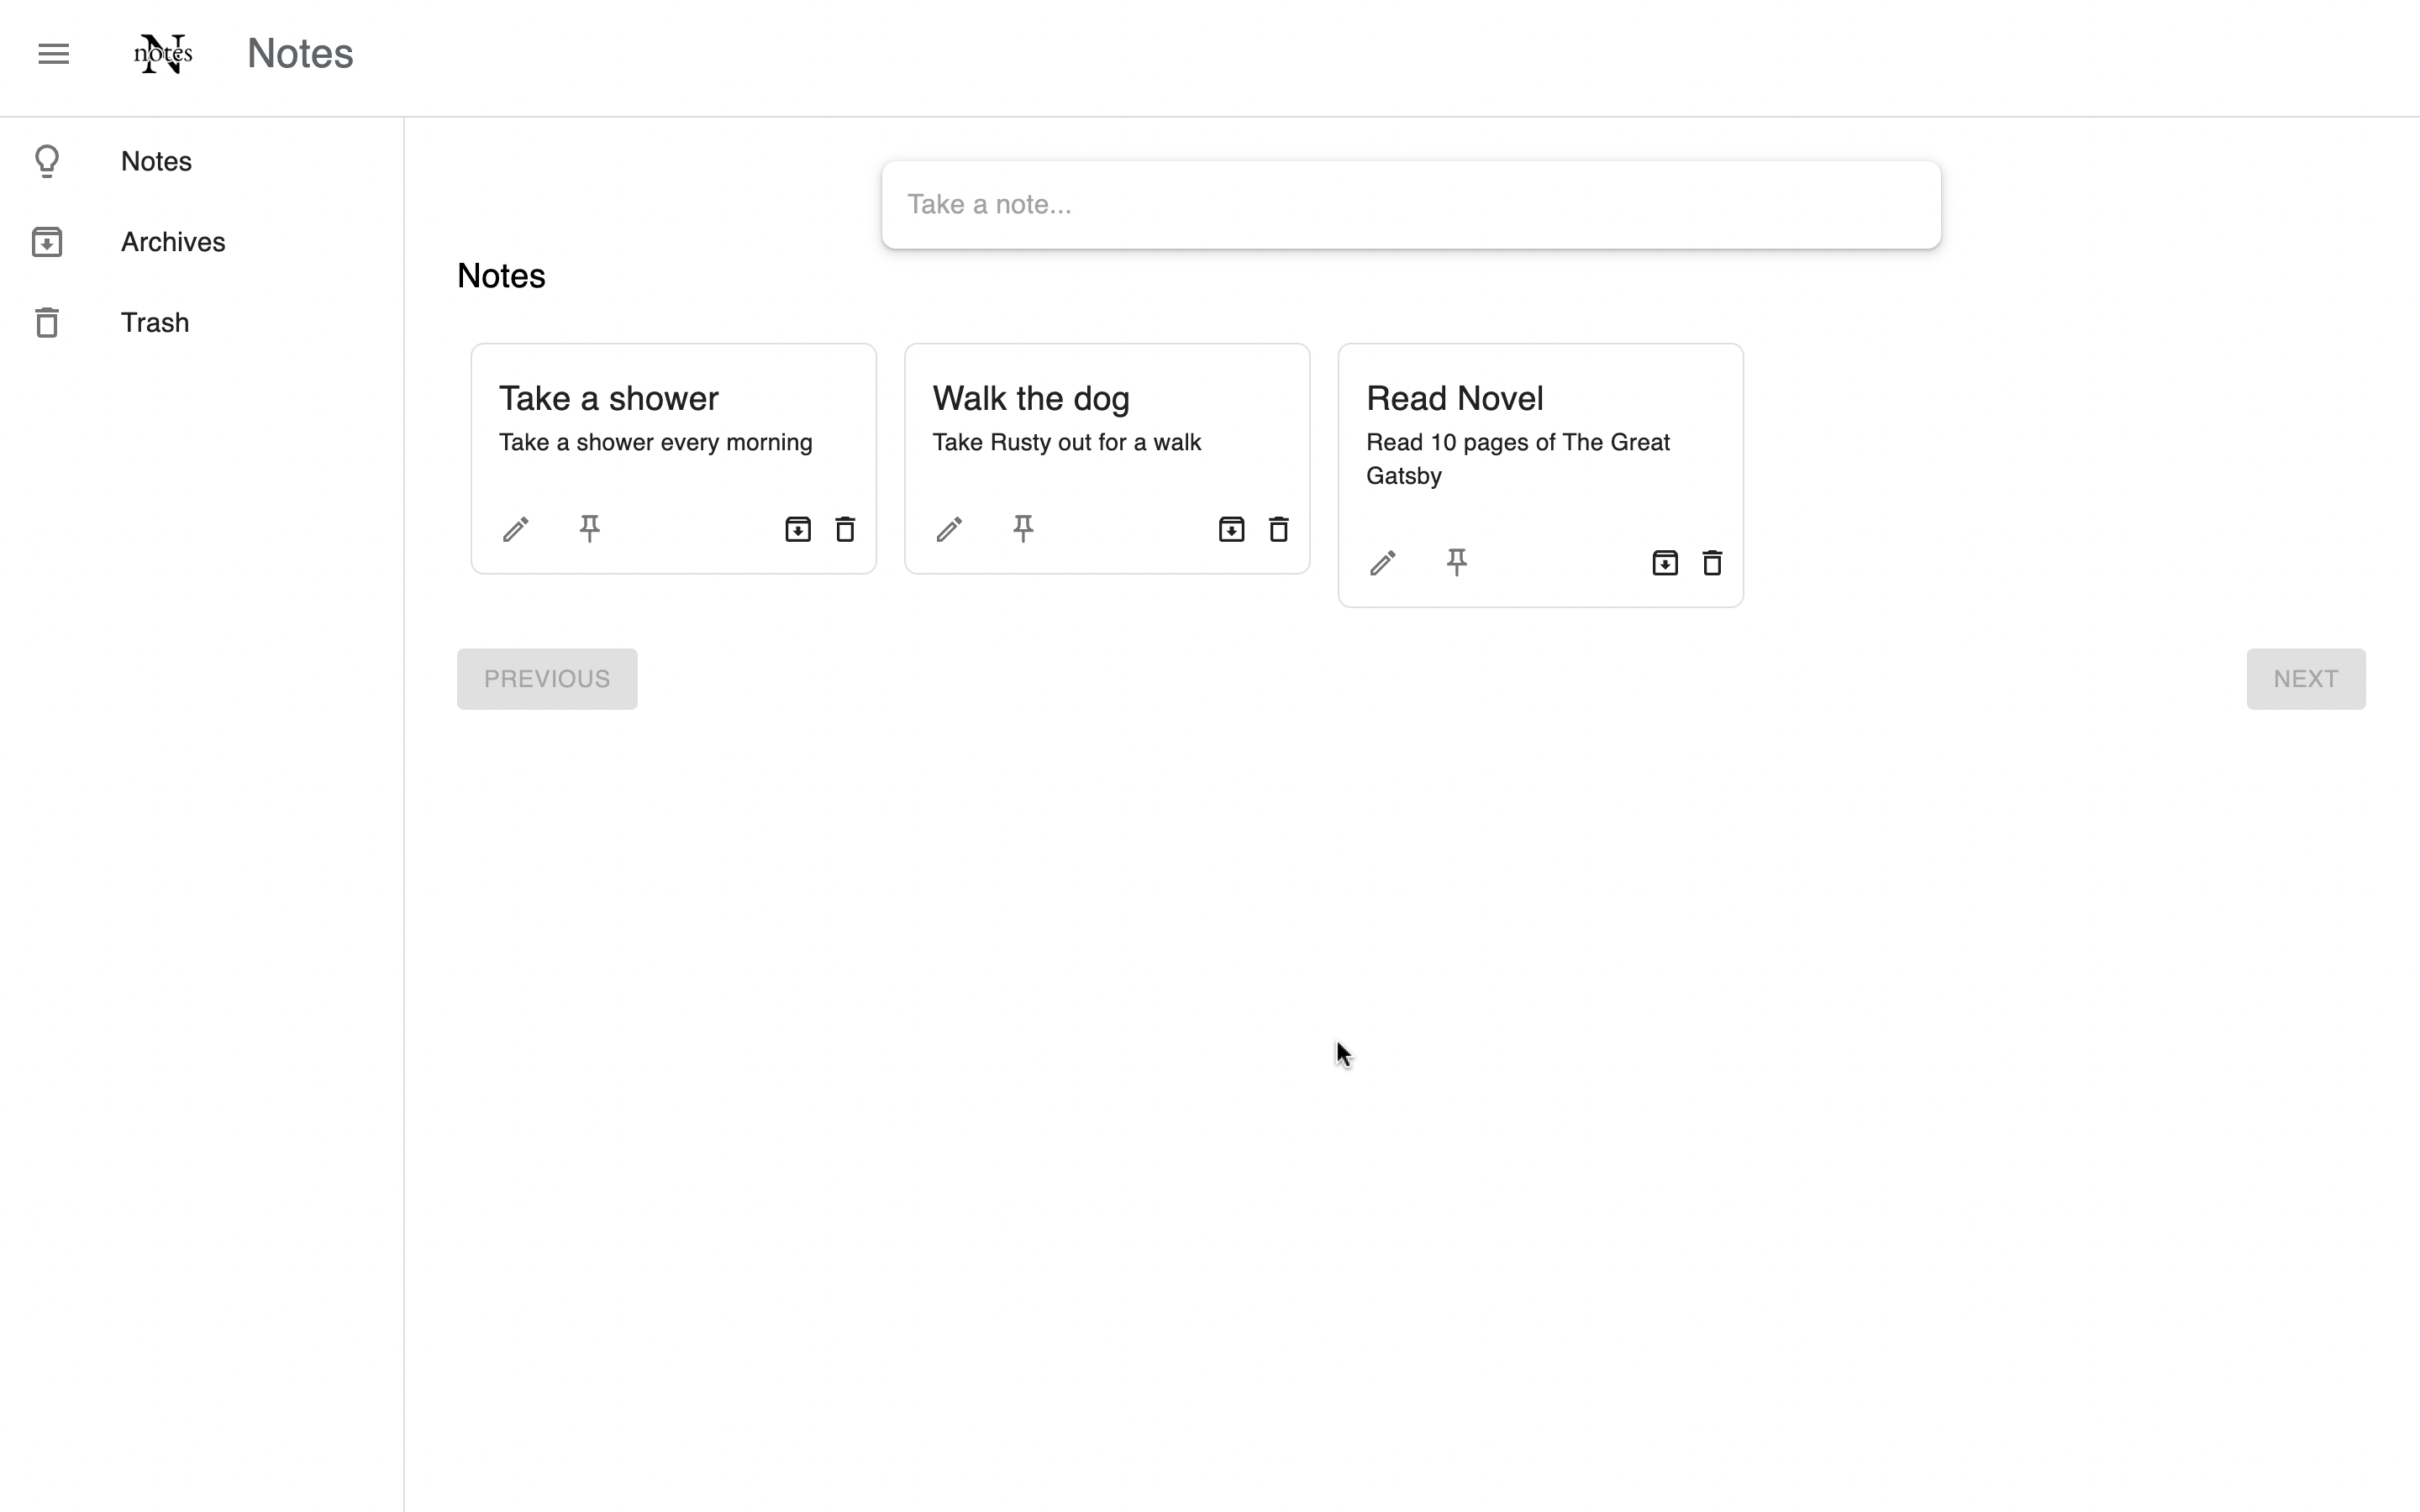 notes
N
Notes
Notes
Archives
Trash
Take a note...
Notes
Take a shower
Take a shower every morning
Walk the dog
Take Rusty out for a walk
Read Novel
Read 10 pages of The Great
Gatsby
PREVIOUS
NEXT